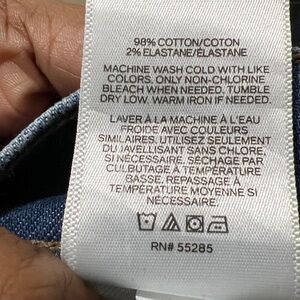 98% COTTON/COTON
2% ELASTANE/ÉLASTHANNE
MACHINE WASH COLD WITH LIKE
COLORS. ONLY NON-CHLORINE
BLEACH WHEN NEEDED. TUMBLE
DRY LOW. WARM IRON IF NEEDED.
LAVER À LA MACHINE À L'EAU
FROIDE AVEC COULEURS
SIMILAIRES. UTILISEZ SEULEMENT
DU JAVELLISANT SANS CHLORE,
SI NÉCESSAIRE. SÉCHAGE PAR
CULBUTAGE À TEMPÉRATURE
BASSE. REPASSAGE À
TEMPÉRATURE MOYENNE SI
NÉCESSAIRE.
RN# 55285